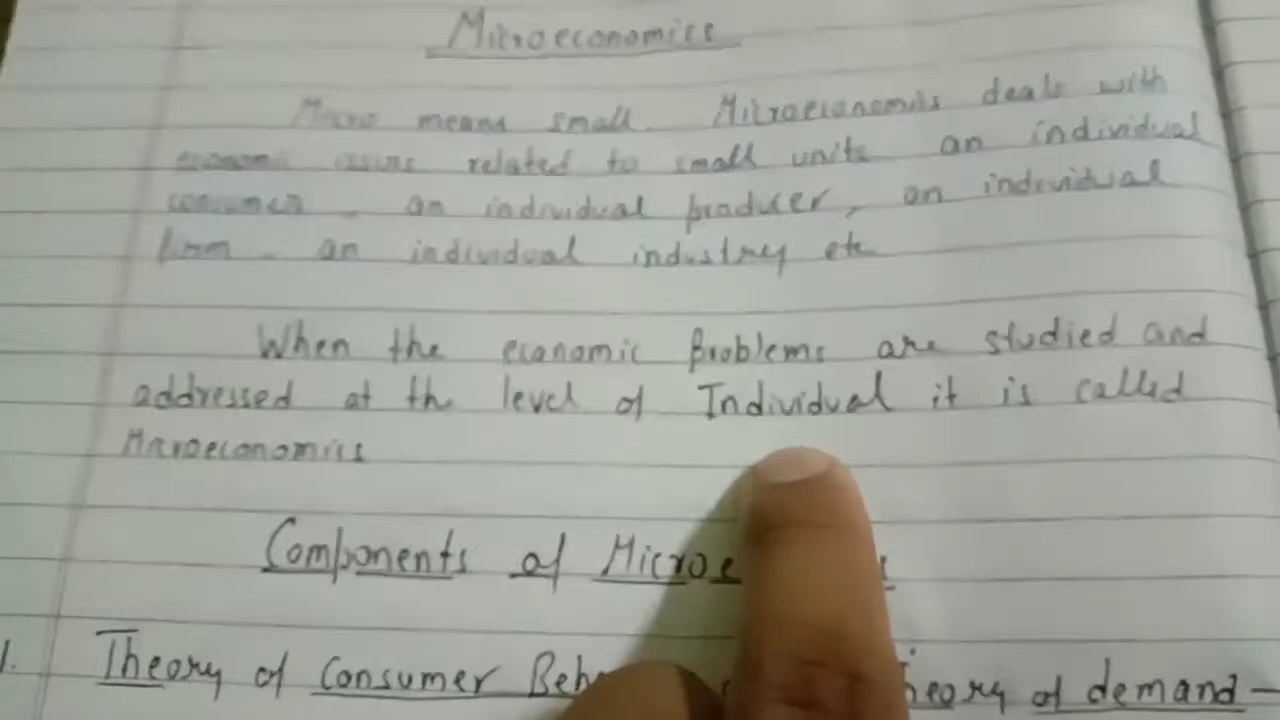 Microeconomics
Micro means small. Microeconomics deals with
economic issues related to small units an individual
consumer, an individual producer, an individual
firm, an individual industry etc
When the economic Problems are studied and
addressed at the level of Individual it is called
Microeconomics
Components of Micro
1. Theory of Consumer Beh heory of demand -